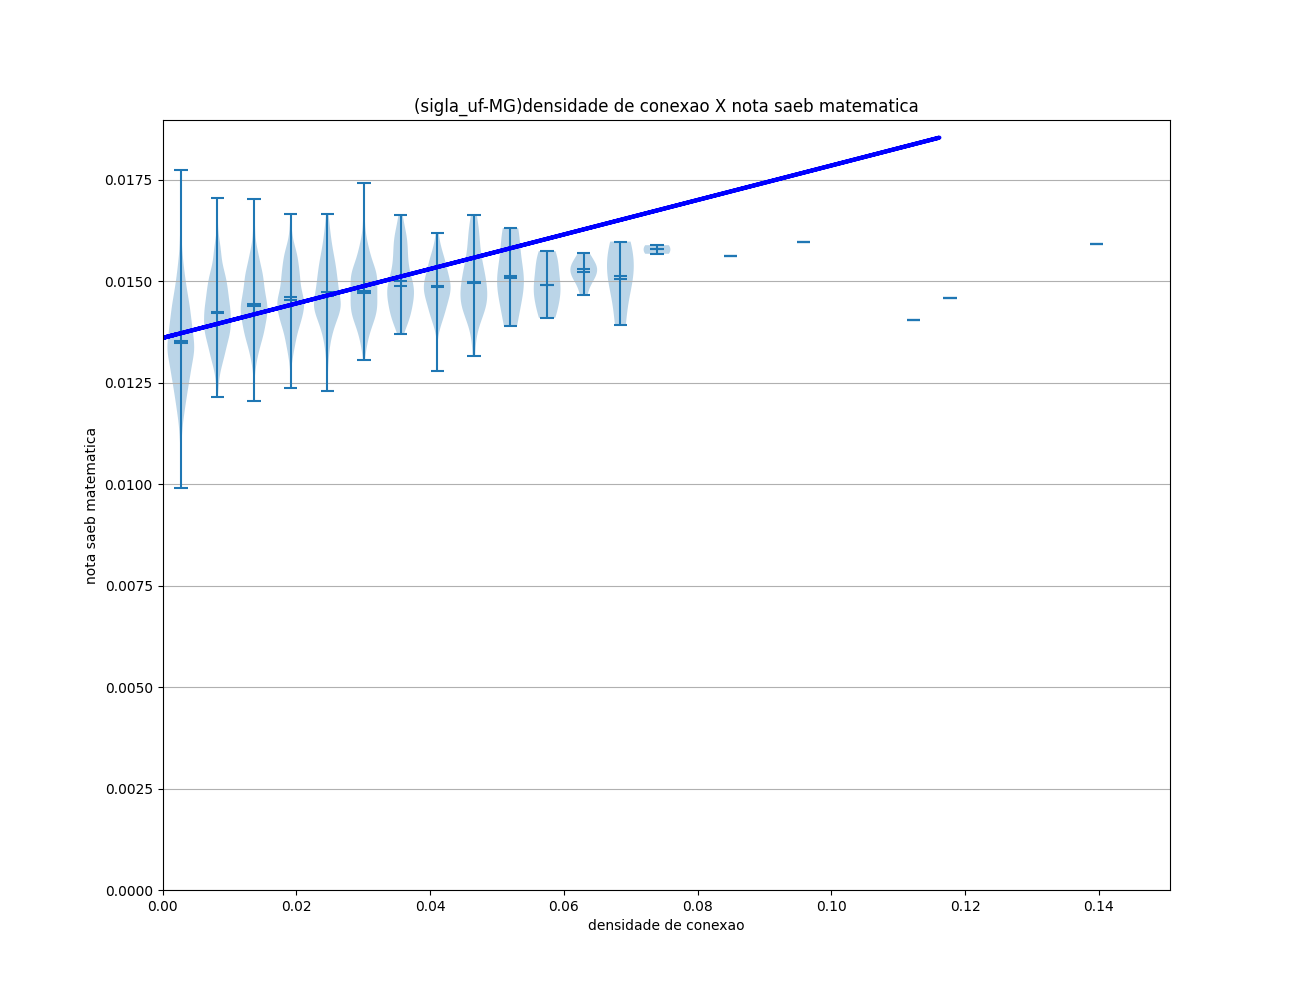 (sigla_uf-MG)densidade de conexao X nota saeb matematica
nota saeb matematica
0.0175
0.0150
0.0125
0.0100
0.0075
0.0050
0.0025
0.0000
0.00 0.02 0.04 0.06 0.08 0.10 0.12 0.14
densidade de conexao